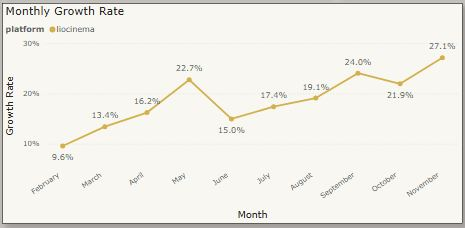 Monthly Growth Rate
platform liocinema
30%
20%
10%
Growth Rate
9.6%
13.4%
16.2%
22.7%
15.0%
17.4%
19.1%
24.0%
21.9%
27.1%
February
March
April
May
June
July
August
September
October
November
Month